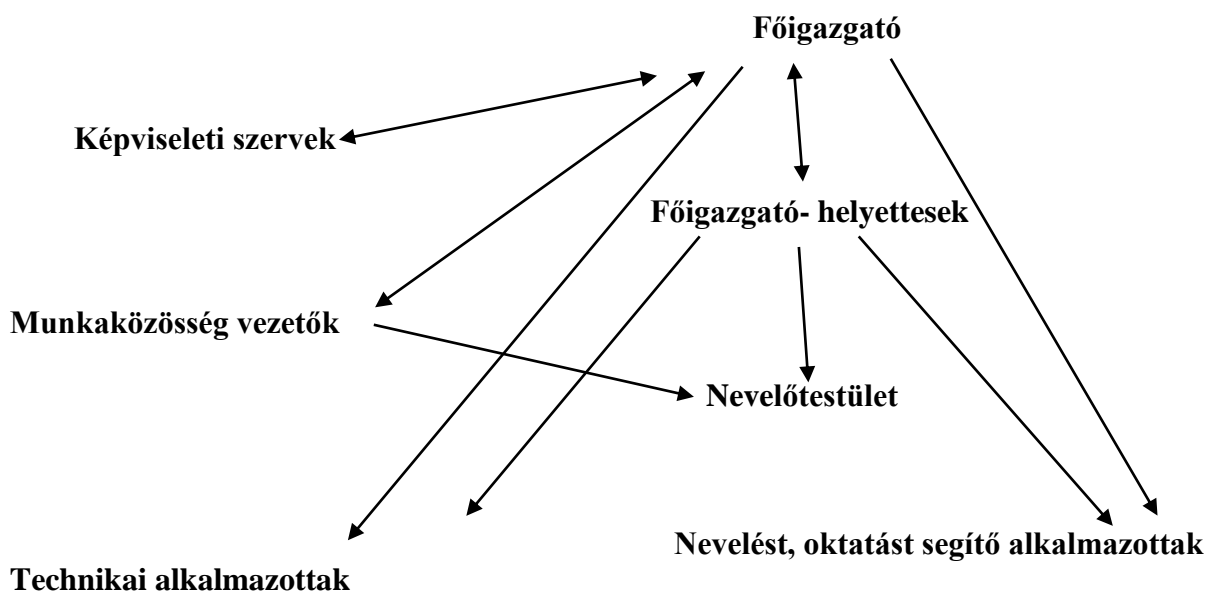 Főigazgató
Képviseleti szervek
Főigazgató- helyettesek
Munkaközösség vezetők
Nevelőtestület
Nevelést, oktatást segítő alkalmazottak
Technikai alkalmazottak